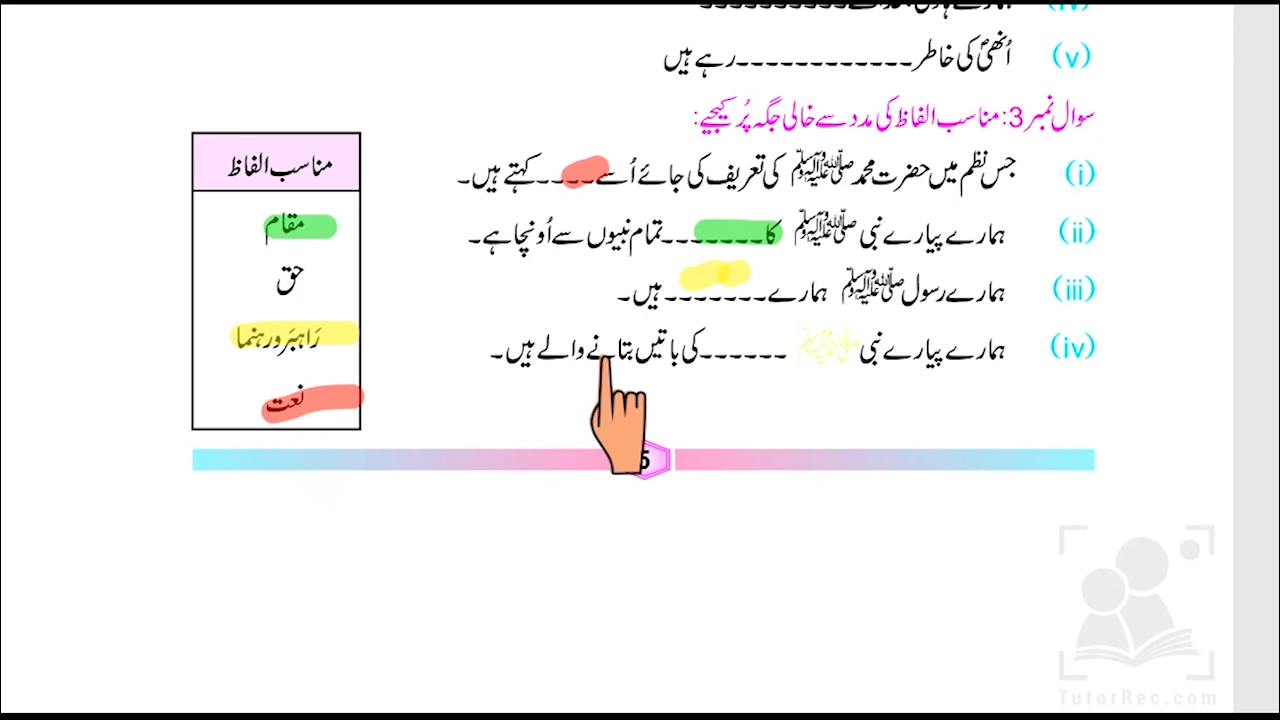 (v) اُنھیؐ کی خاطر ------------ رہے ہیں
سوال نمبر 3: مناسب الفاظ کی مدد سے خالی جگہ پُر کیجیے:
مناسب الفاظ
(i) جس نظم میں حضرت محمد ﷺ کی تعریف کی جائے اُسے ---- کہتے ہیں۔
(ii) ہمارے پیارے نبی ﷺ کا ------- تمام نبیوں سے اُونچا ہے۔
(iii) ہمارے رسول ﷺ ہمارے ------- ہیں۔
(iv) ہمارے پیارے نبی ﷺ ------ کی باتیں بتانے والے ہیں۔
مقام
حق
رَاہبَر و رہنما
نعت
5
TutorRec.com